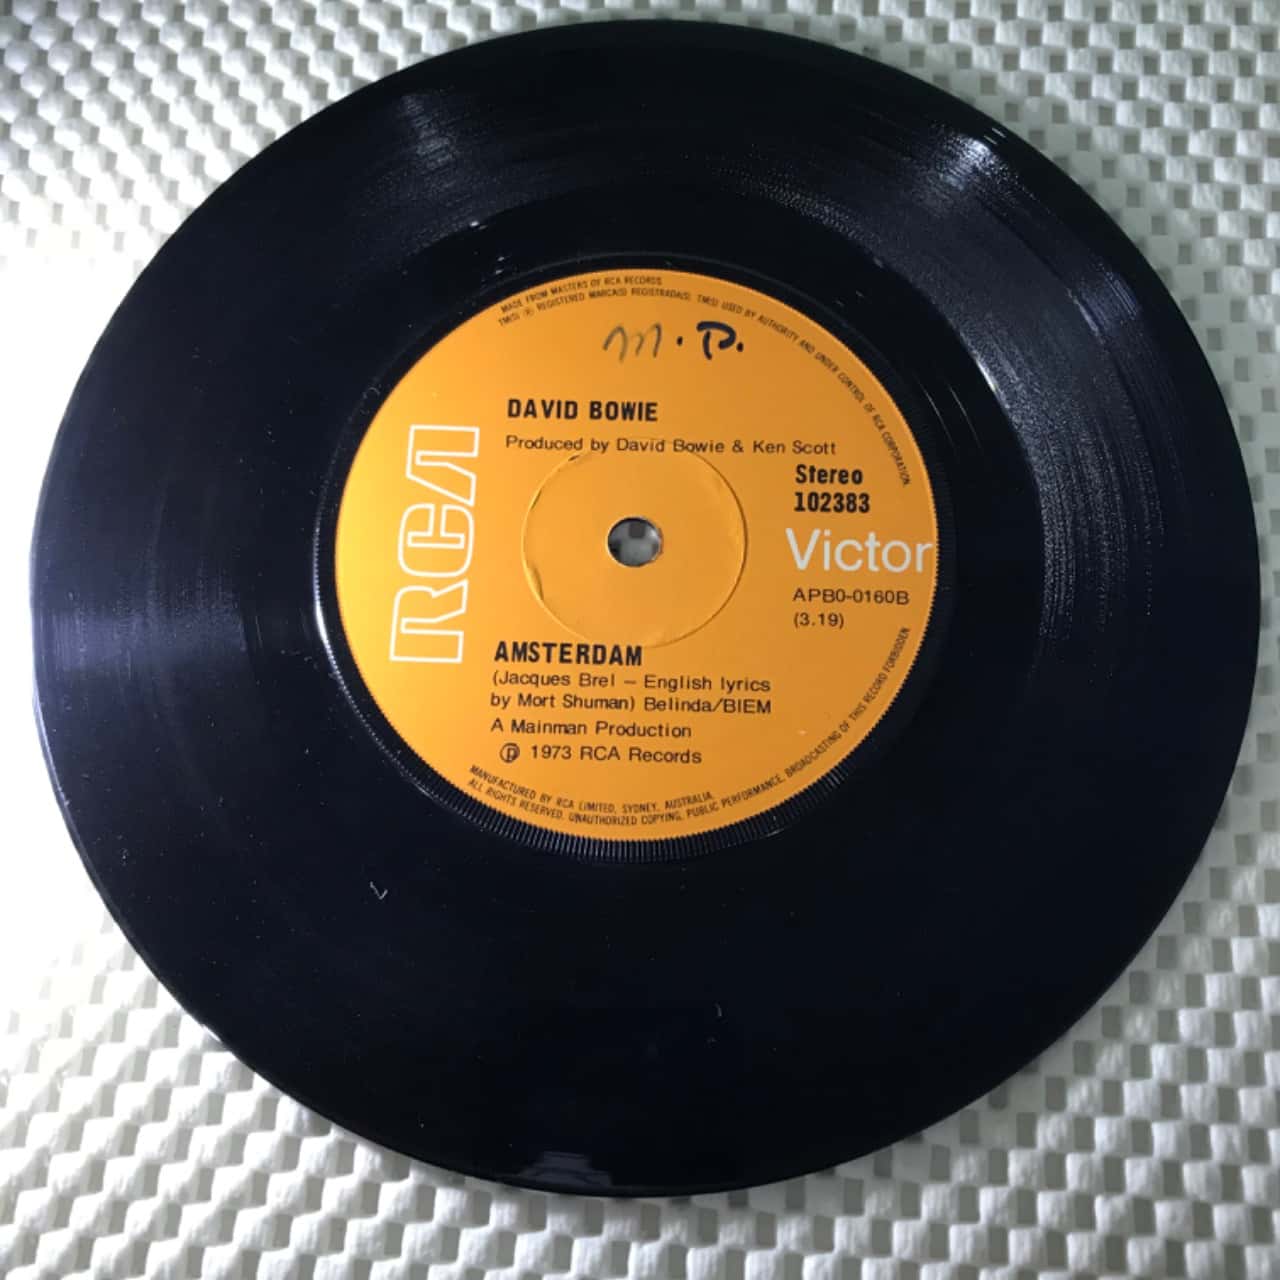 MADE FROM MASTERS OF RCA RECORDS
TM(S) ® REGISTERED MARCA(S) REGISTRADA(S). TM(S) USED BY AUTHORITY AND UNDER CONTROL OF RCA CORPORATION.
M.P.
DAVID BOWIE
Produced by David Bowie & Ken Scott
Stereo
102383
RCA
Victor
APB0-0160B
(3.19)
AMSTERDAM
(Jacques Brel – English lyrics
by Mort Shuman) Belinda/BIEM
A Mainman Production
℗ 1973 RCA Records
MANUFACTURED BY RCA LIMITED, SYDNEY, AUSTRALIA.
ALL RIGHTS RESERVED. UNAUTHORIZED COPYING, PUBLIC PERFORMANCE, BROADCASTING OF THIS RECORD FORBIDDEN